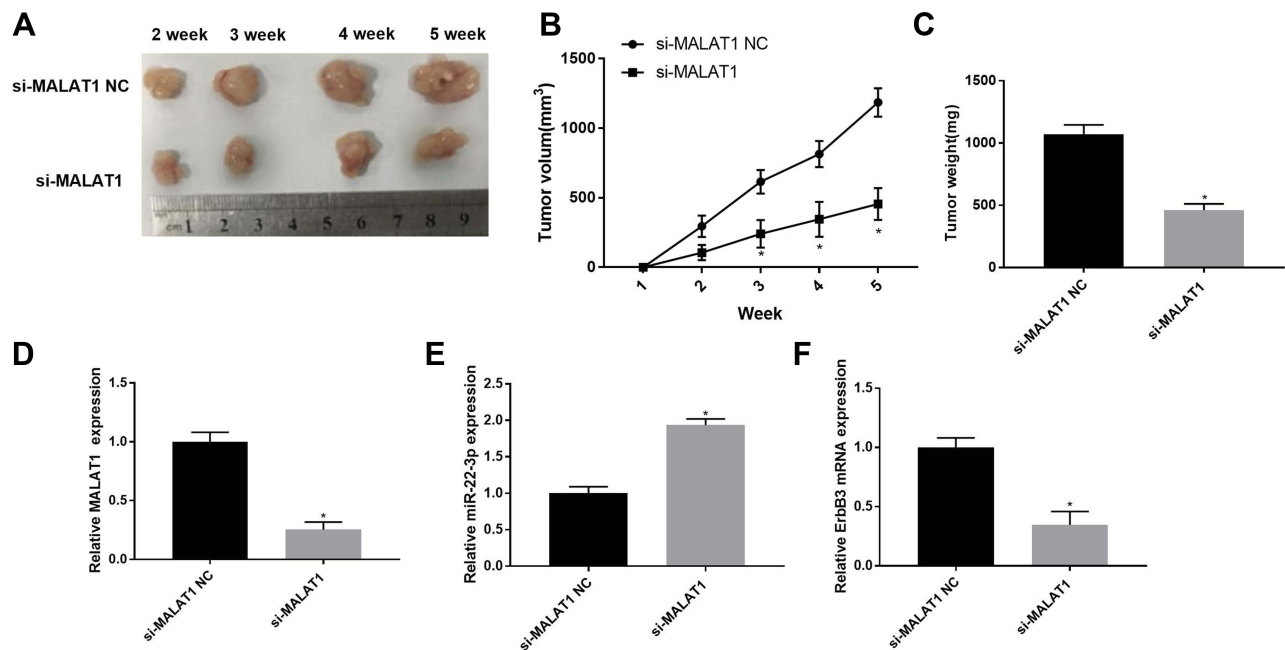 A
2 week 3 week 4 week 5 week
si-MALAT1 NC
si-MALAT1
cm 1 2 3 4 5 6 7 8 9
B
si-MALAT1 NC
si-MALAT1
Tumor volum(mm3)
1500
1000
500
0
1 2 3 4 5
* * *
Week
C
Tumor weight(mg)
1500
1000
500
0
*
si-MALAT1 NC
si-MALAT1
D
Relative MALAT1 expression
1.5
1.0
0.5
0.0
*
si-MALAT1 NC
si-MALAT1
E
Relative miR-22-3p expression
2.5
2.0
1.5
1.0
0.5
0.0
*
si-MALAT1 NC
si-MALAT1
F
Relative ErbB3 mRNA expression
1.5
1.0
0.5
0.0
*
si-MALAT1 NC
si-MALAT1